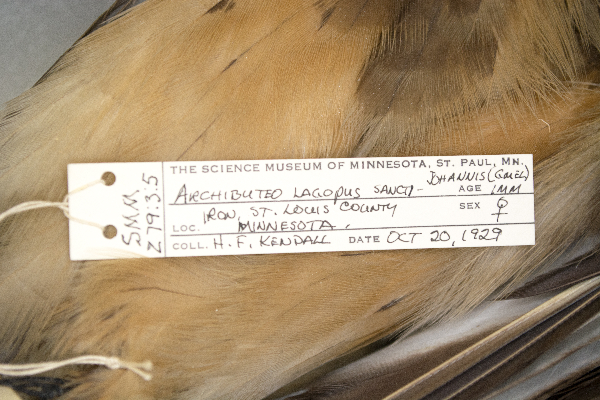 S.M.M.
Z79:3:5
THE SCIENCE MUSEUM OF MINNESOTA, ST. PAUL, MN.
ARCHIBUTEO LAGOPUS SANCTI-JOHANNIS (GMEL)
AGE IMM
IRON, ST. LOUIS COUNTY
SEX ♀
LOC. MINNESOTA.
COLL. H. F. KENDALL DATE OCT 20, 1929